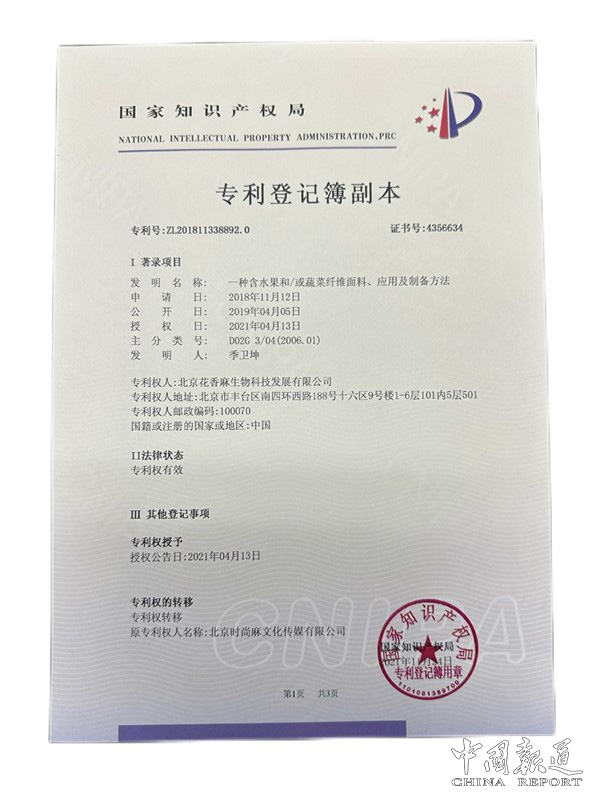 国家知识产权局
NATIONAL INTELLECTUAL PROPERTY ADMINISTRATION,PRC
专利登记簿副本
专利号:ZL201811338892.0 证书号:4356634
I 著录项目
发明名称: 一种含水果和/或蔬菜纤维面料、应用及制备方法
申请日: 2018年11月12日
公开日: 2019年04月05日
授权日: 2021年04月13日
主分类号: D02G 3/04(2006.01)
发明人: 季卫坤
专利权人:北京花香麻生物科技发展有限公司
专利权人地址:北京市丰台区南四环西路188号十六区9号楼1-6层101内5层501
专利权人邮政编码:100070
国籍或注册的国家或地区:中国
II法律状态
专利权有效
III 其他登记事项
专利权授予
授权公告日:2021年04月13日
专利权的转移
专利权转移
原专利权人名称:北京时尚麻文化传媒有限公司
CNIPA
国家知识产权局
国家知识产权局
专利登记簿用章
第1页 共3页
中國報道
CHINA REPORT